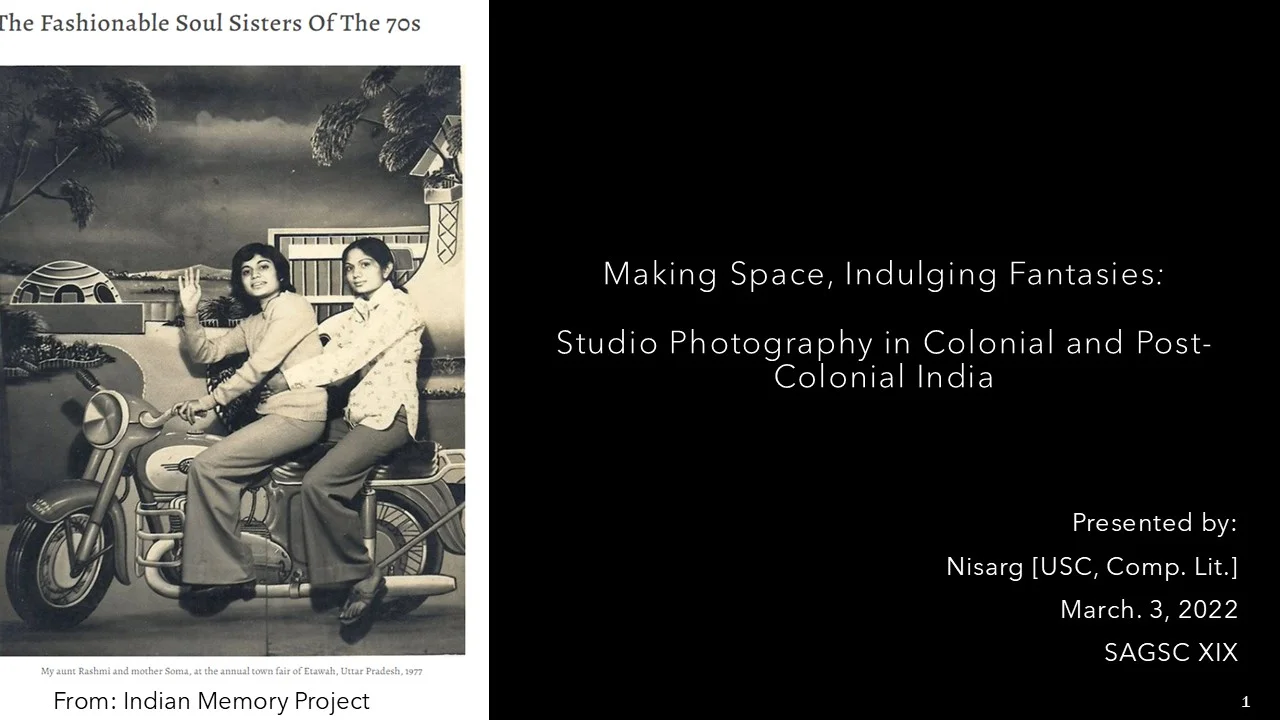 The Fashionable Soul Sisters Of The 70s
My aunt Rashmi and mother Soma, at the annual town fair of Etawah, Uttar Pradesh, 1977
From: Indian Memory Project
Making Space, Indulging Fantasies:
Studio Photography in Colonial and Post-
Colonial India
Presented by:
Nisarg [USC, Comp. Lit.]
March. 3, 2022
SAGSC XIX
1